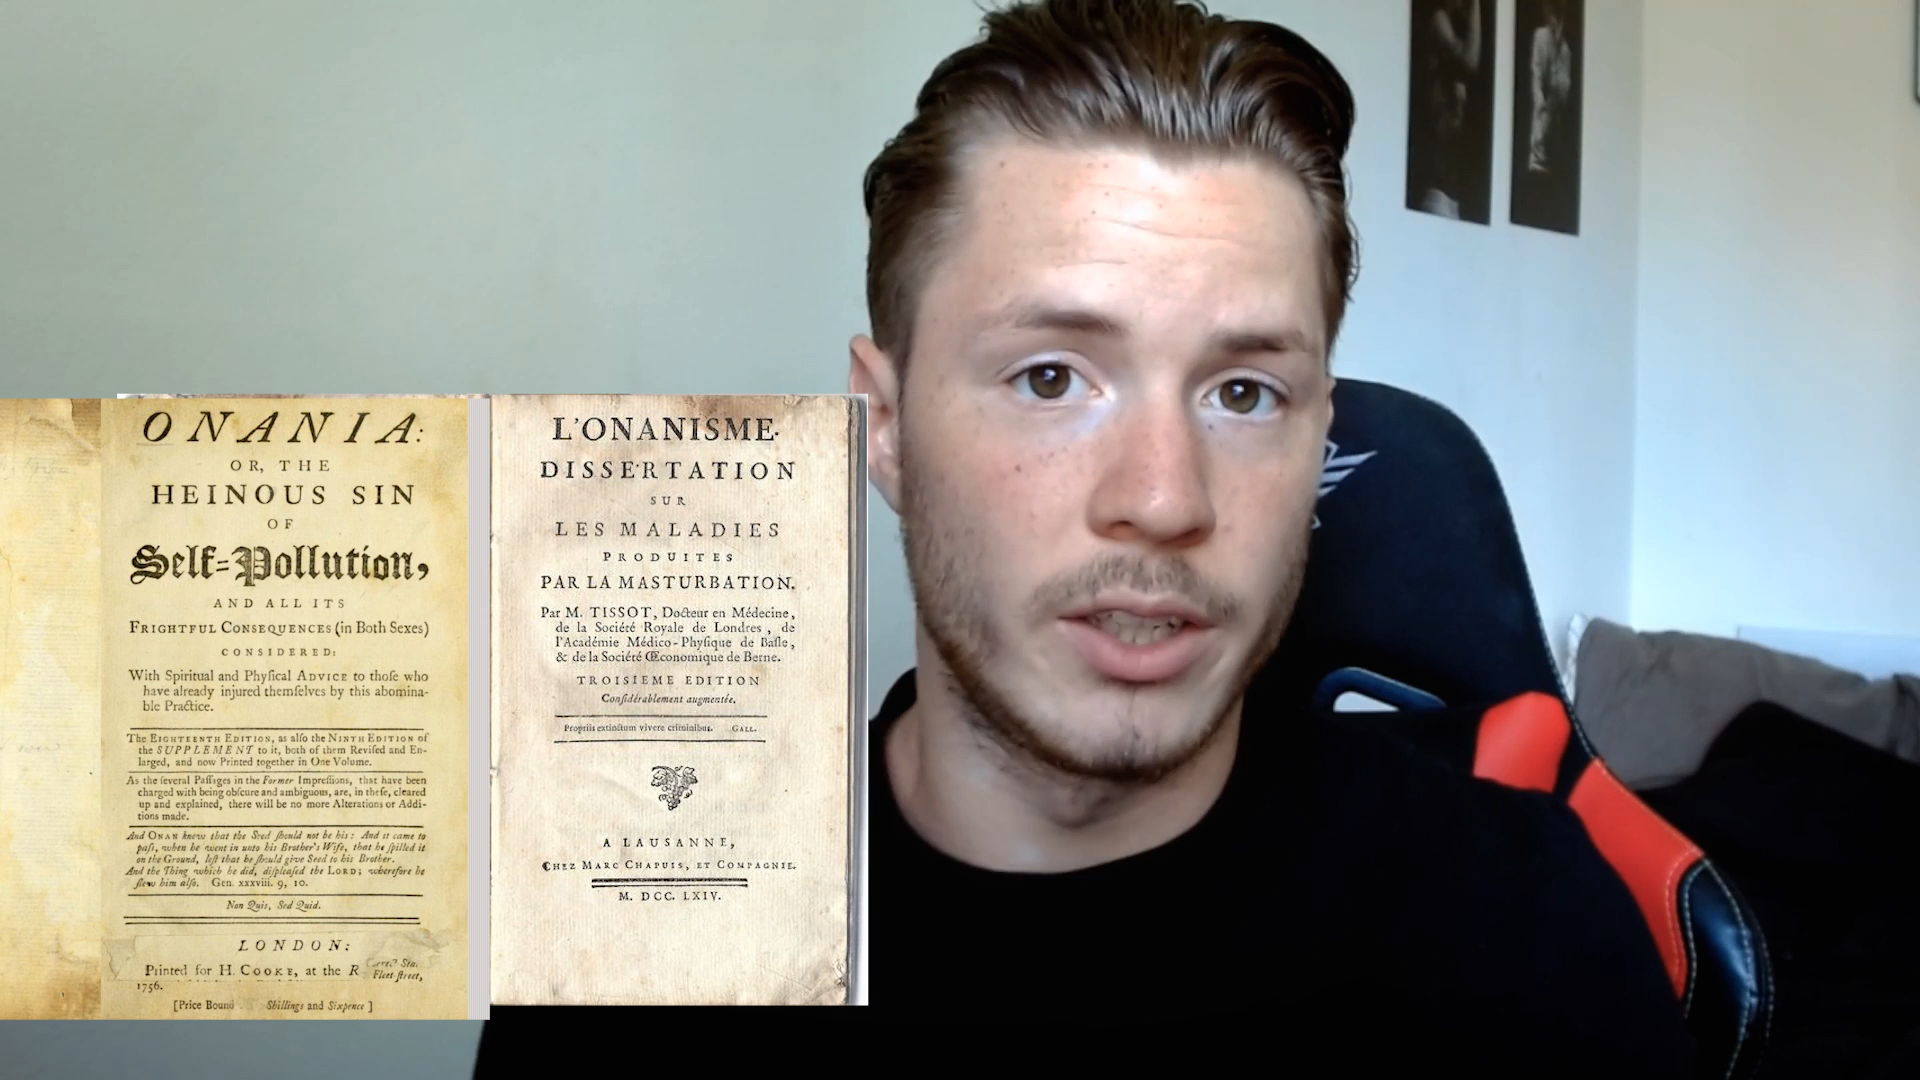 ONANIA:
OR, THE
HEINOUS SIN
OF
Self=Pollution,
AND ALL ITS
FRIGHTFUL CONSEQUENCES (in Both Sexes)
CONSIDERED:
With Spiritual and Phyſical ADVICE to thoſe who
have already injured themſelves by this abomina-
ble Practice.
The EIGHTEENTH EDITION, as alſo the NINTH EDITION of
the SUPPLEMENT to it, both of them Reviſed and En-
larged, and now Printed together in One Volume.
As the ſeveral Paſſages in the Former Impreſſions, that have been
charged with being obſcure and ambiguous, are, in theſe, cleared
up and explained, there will be no more Alterations or Addi-
tions made.
And ONAN knew that the Seed ſhould not be his: And it came to
paſs, when he went in unto his Brother's Wife, that he ſpilled it
on the Ground, leſt that he ſhould give Seed to his Brother.
And the Thing which he did, diſpleaſed the LORD; wherefore he
ſlew him alſo. Gen. xxxviii. 9, 10.
Non Quis, Sed Quid.
LONDON:
Printed for H. COOKE, at the R
Fleet-ſtreet,
1756.
[Price Bound Shillings and Sixpence]
L'ONANISME.
DISSERTATION
SUR
LES MALADIES
PRODUITES
PAR LA MASTURBATION.
Par M. TISSOT, Docteur en Médecine,
de la Société Royale de Londres, de
l'Académie Médico-Phyſique de Baſle,
& de la Société Œconomique de Berne.
TROISIEME EDITION
Conſidérablement augmentée.
Propriis extinctum vivere criminibus. GALL.
A LAUSANNE,
CHEZ MARC CHAPUIS, ET COMPAGNIE.
M. DCC. LXIV.